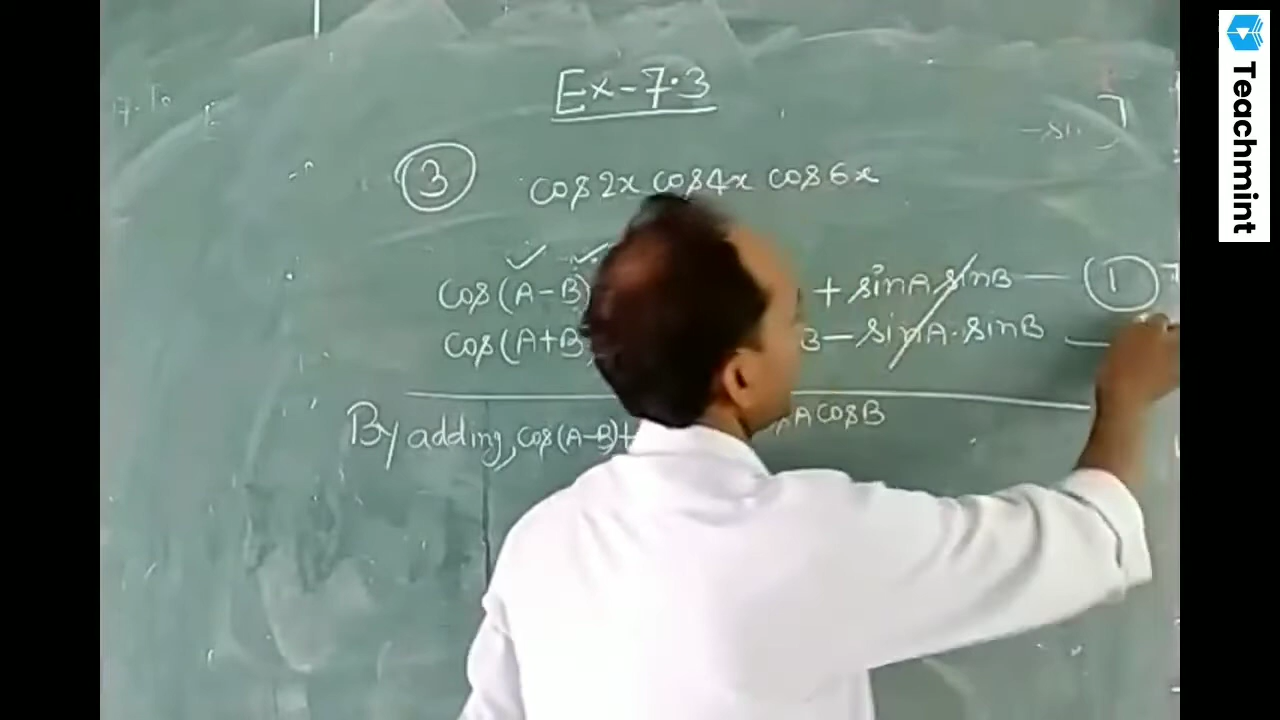 Ex-7.3
③ cos2x cos4x cos6x
cos(A-B) + sinA sinB — ①
cos(A+B) B-sinA.sinB —
By adding, cos(A-B)+ A cosB
Teachmint